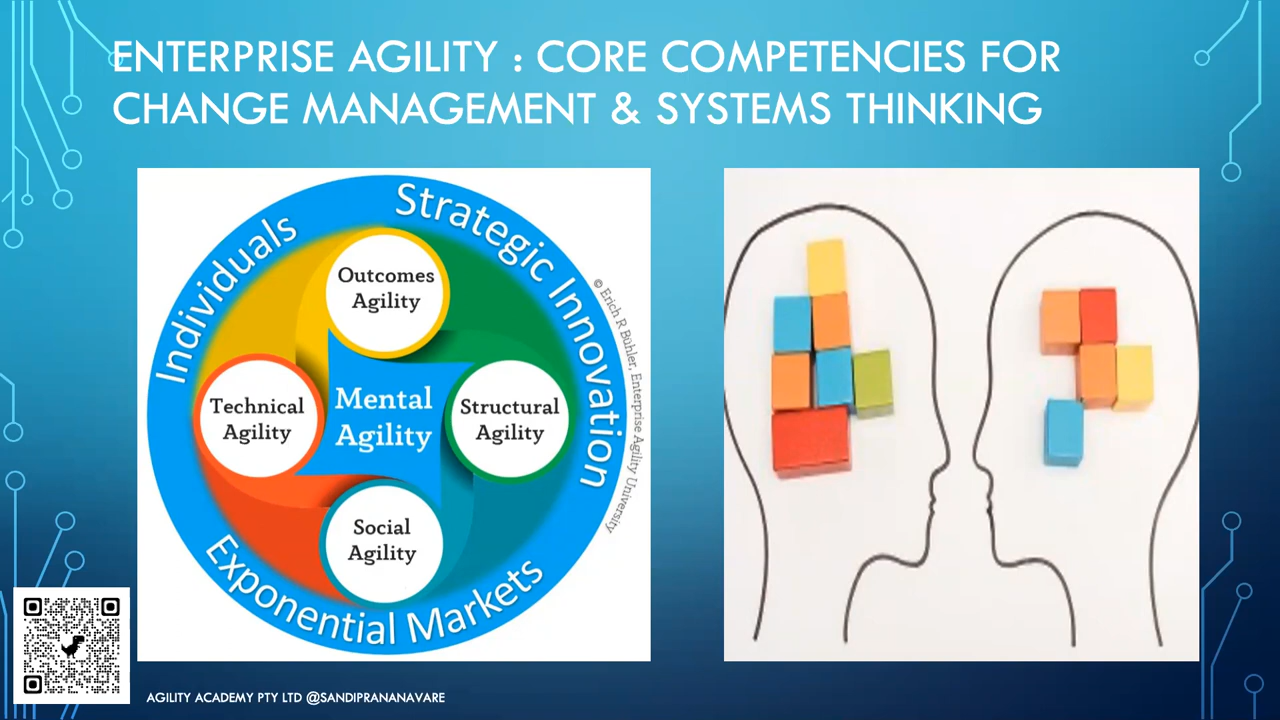 ENTERPRISE AGILITY : CORE COMPETENCIES FOR
CHANGE MANAGEMENT & SYSTEMS THINKING
Individuals
Strategic Innovation
Exponential Markets
Outcomes
Agility
Technical
Agility
Mental
Agility
Structural
Agility
Social
Agility
© Erich R Bühler, Enterprise Agility University
AGILITY ACADEMY PTY LTD @SANDIPRANANAVARE